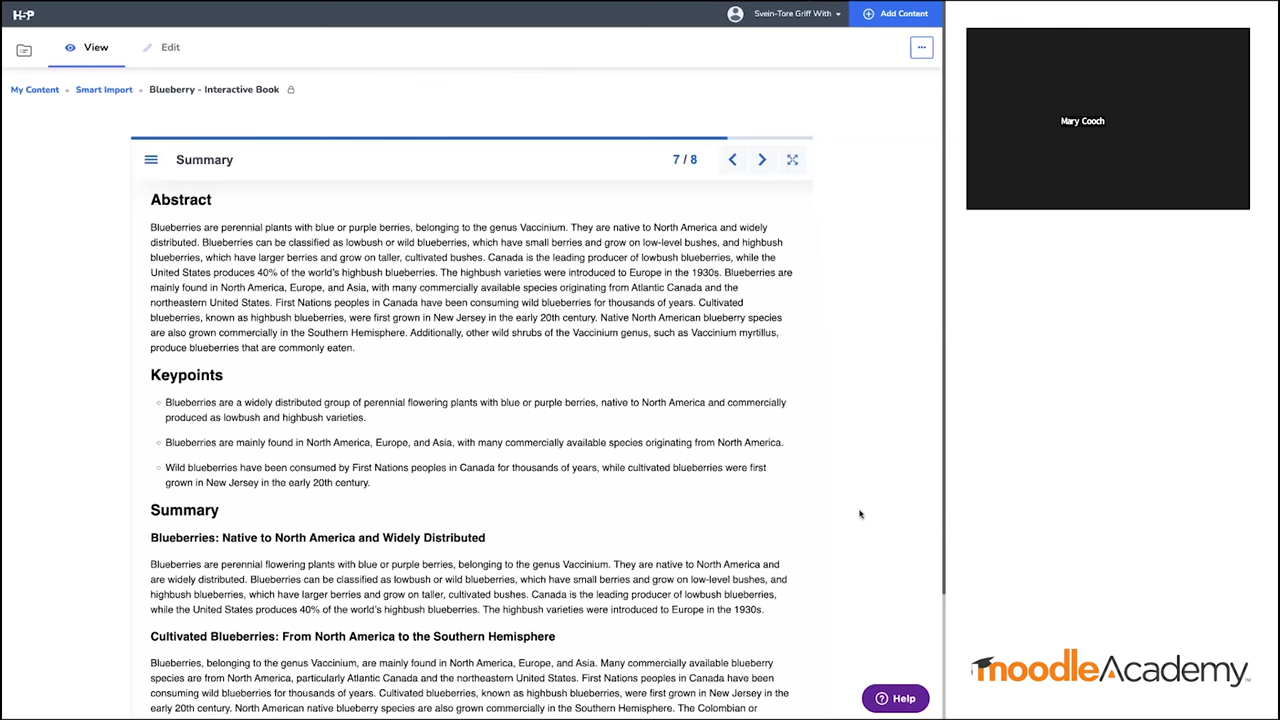 H5P
Svein-Tore Griff With
Add Content
View
Edit
My Content
Smart Import
Blueberry - Interactive Book
Mary Cooch
Summary
7 / 8
Abstract
Blueberries are perennial plants with blue or purple berries, belonging to the genus Vaccinium. They are native to North America and widely
distributed. Blueberries can be classified as lowbush or wild blueberries, which have small berries and grow on low-level bushes, and highbush
blueberries, which have larger berries and grow on taller, cultivated bushes. Canada is the leading producer of lowbush blueberries, while the
United States produces 40% of the world's highbush blueberries. The highbush varieties were introduced to Europe in the 1930s. Blueberries are
mainly found in North America, Europe, and Asia, with many commercially available species originating from Atlantic Canada and the
northeastern United States. First Nations peoples in Canada have been consuming wild blueberries for thousands of years. Cultivated
blueberries, known as highbush blueberries, were first grown in New Jersey in the early 20th century. Native North American blueberry species
are also grown commercially in the Southern Hemisphere. Additionally, other wild shrubs of the Vaccinium genus, such as Vaccinium myrtillus,
produce blueberries that are commonly eaten.
Keypoints
Blueberries are a widely distributed group of perennial flowering plants with blue or purple berries, native to North America and commercially
produced as lowbush and highbush varieties.
Blueberries are mainly found in North America, Europe, and Asia, with many commercially available species originating from North America.
Wild blueberries have been consumed by First Nations peoples in Canada for thousands of years, while cultivated blueberries were first
grown in New Jersey in the early 20th century.
Summary
Blueberries: Native to North America and Widely Distributed
Blueberries are perennial flowering plants with blue or purple berries, belonging to the genus Vaccinium. They are native to North America and
are widely distributed. Blueberries can be classified as lowbush or wild blueberries, which have small berries and grow on low-level bushes, and
highbush blueberries, which have larger berries and grow on taller, cultivated bushes. Canada is the leading producer of lowbush blueberries,
while the United States produces 40% of the world's highbush blueberries. The highbush varieties were introduced to Europe in the 1930s.
Cultivated Blueberries: From North America to the Southern Hemisphere
Blueberries, belonging to the genus Vaccinium, are mainly found in North America, Europe, and Asia. Many commercially available blueberry
species are from North America, particularly Atlantic Canada and the northeastern United States. First Nations peoples in Canada have been
consuming wild blueberries for thousands of years. Cultivated blueberries, known as highbush blueberries, were first grown in New Jersey in the
early 20th century. North American native blueberry species are also grown commercially in the Southern Hemisphere. The Colombian or
Help
moodleAcademy™